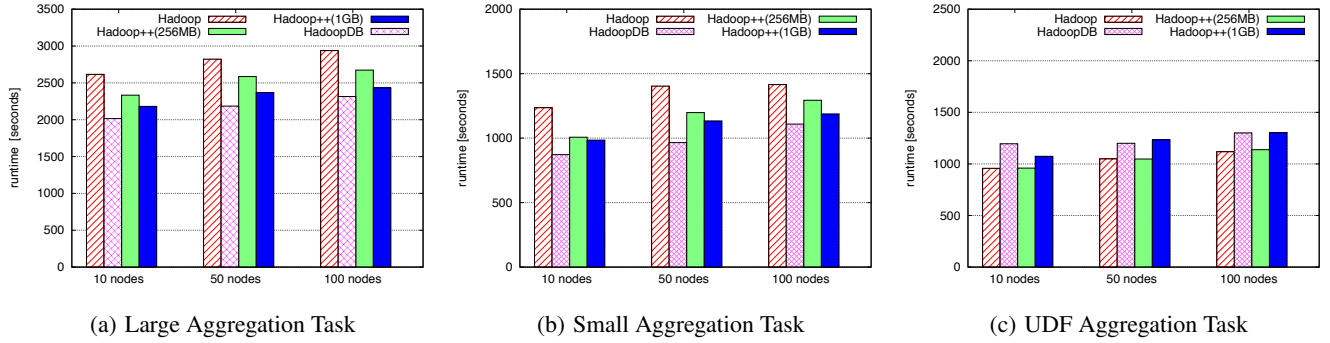 3500
3000
2500
2000
1500
1000
500
0
runtime [seconds]
Hadoop
Hadoop++(256MB)
Hadoop++(1GB)
HadoopDB
10 nodes
50 nodes
100 nodes
(a) Large Aggregation Task
2000
1500
1000
500
0
runtime [seconds]
Hadoop
HadoopDB
Hadoop++(256MB)
Hadoop++(1GB)
10 nodes
50 nodes
100 nodes
(b) Small Aggregation Task
2500
2000
1500
1000
500
0
runtime [seconds]
Hadoop
HadoopDB
Hadoop++(256MB)
Hadoop++(1GB)
10 nodes
50 nodes
100 nodes
(c) UDF Aggregation Task